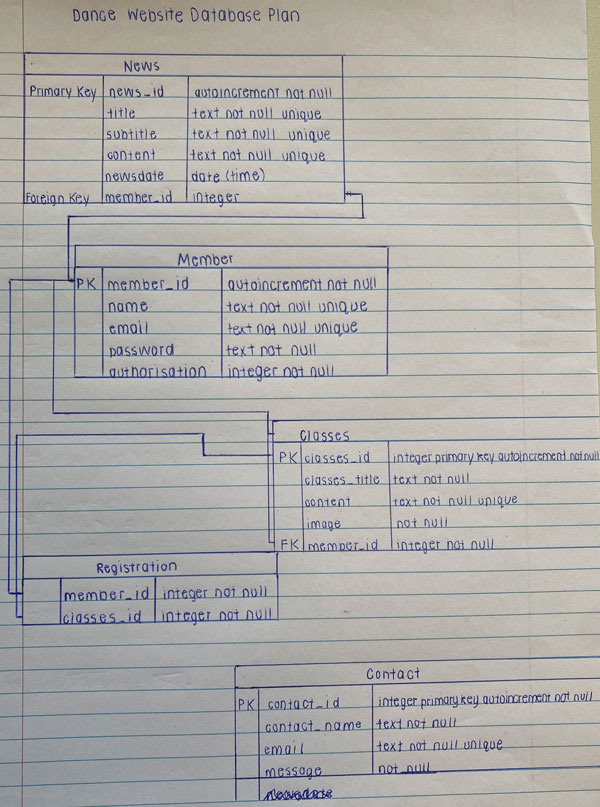 Dance Website Database Plan
News
Primary Key news_id autoincrement not null
title text not null unique
subtitle text not null unique
content text not null unique
newsdate date (time)
Foreign Key member_id integer
Member
PK member_id autoincrement not null
name text not null unique
email text not null unique
password text not null
authorisation integer not null
Classes
PK classes_id integer primary key autoincrement not null
classes_title text not null
content text not null unique
image not null
FK member_id integer not null
Registration
member_id integer not null
classes_id integer not null
Contact
PK contact_id integer primary key autoincrement not null
contact_name text not null
email text not null unique
message not null